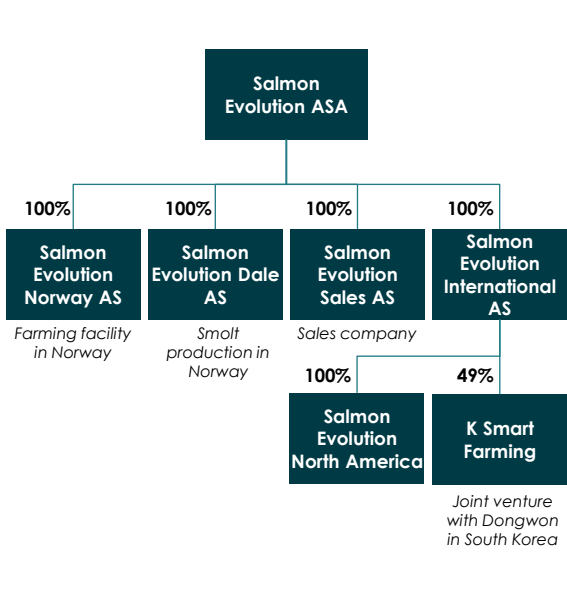 Salmon
Evolution ASA
100%
100%
100%
100%
Salmon
Evolution
Norway AS
Salmon
Evolution Dale
AS
Salmon
Evolution
Sales AS
Salmon
Evolution
International
AS
Farming facility
in Norway
Smolt
production in
Norway
Sales company
100%
49%
Salmon
Evolution
North America
K Smart
Farming
Joint venture
with Dongwon
in South Korea